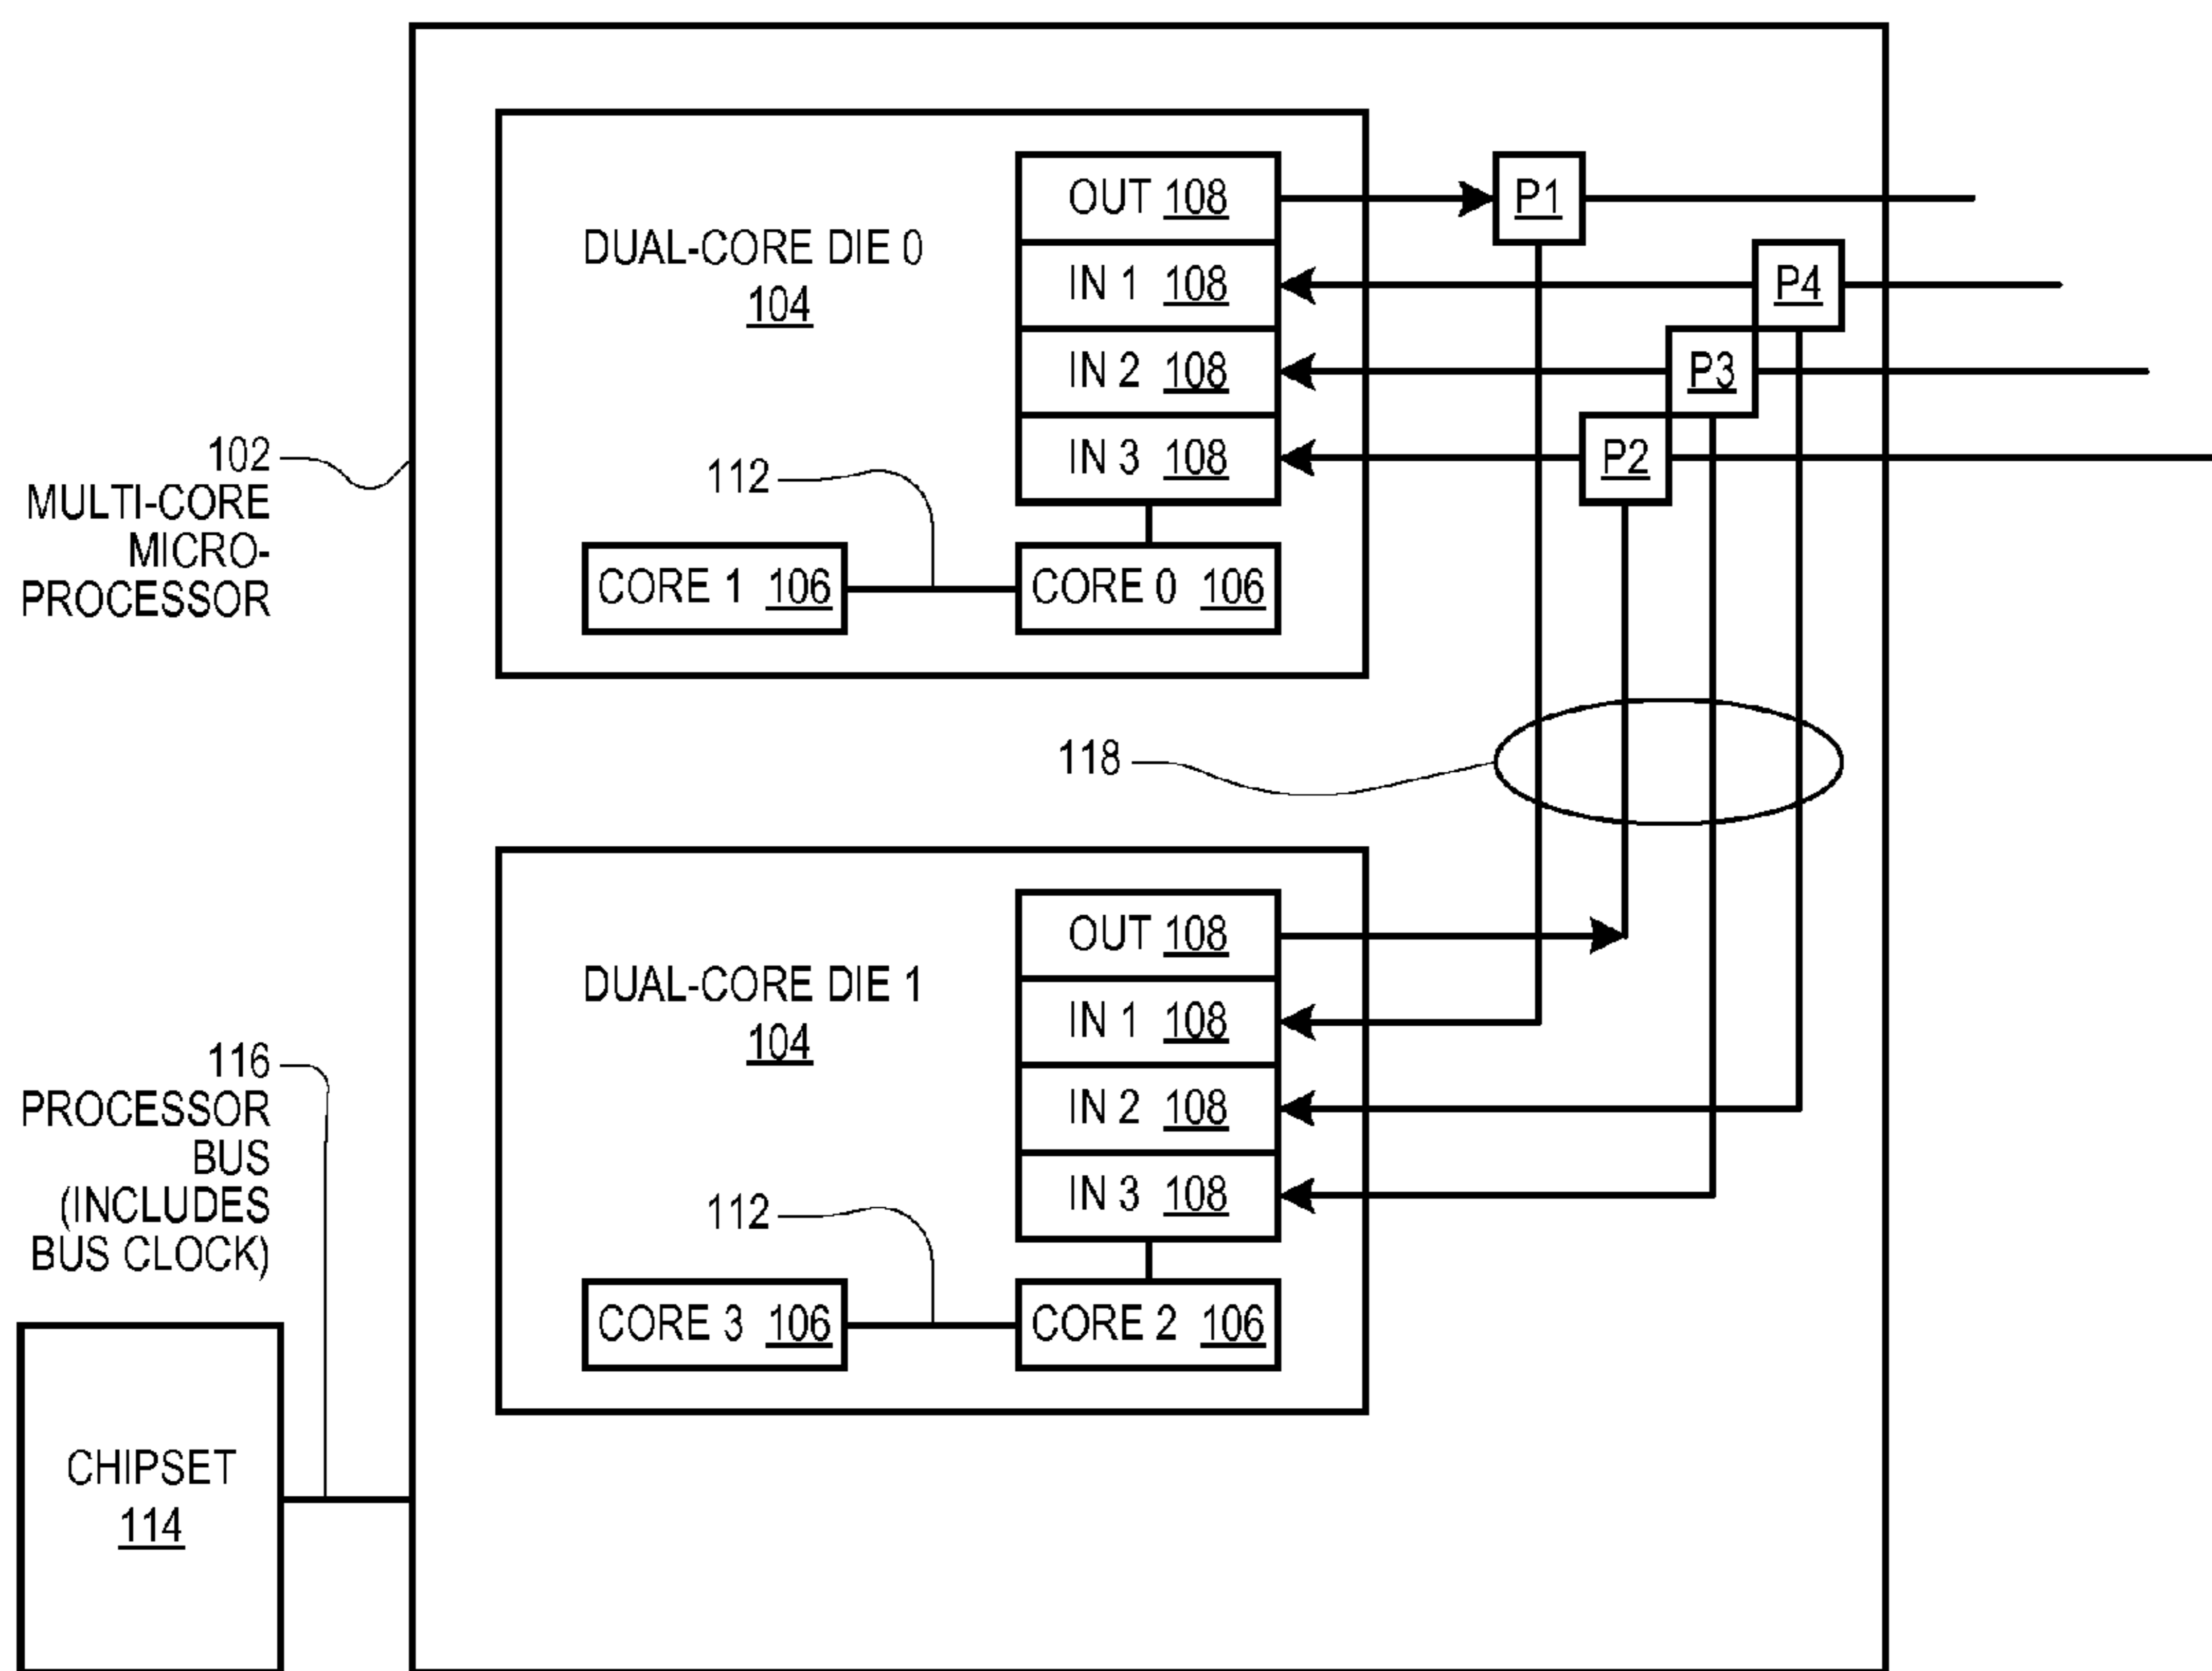 OUT 108
P1
DUAL-CORE DIE 0
104
IN 1 108
P4
IN 2 108
P3
IN 3 108
P2
102
MULTI-CORE
MICRO-
PROCESSOR
112
CORE 1 106
CORE 0 106
118
OUT 108
DUAL-CORE DIE 1
104
IN 1 108
IN 2 108
IN 3 108
116
PROCESSOR
BUS
(INCLUDES
BUS CLOCK)
112
CORE 3 106
CORE 2 106
CHIPSET
114